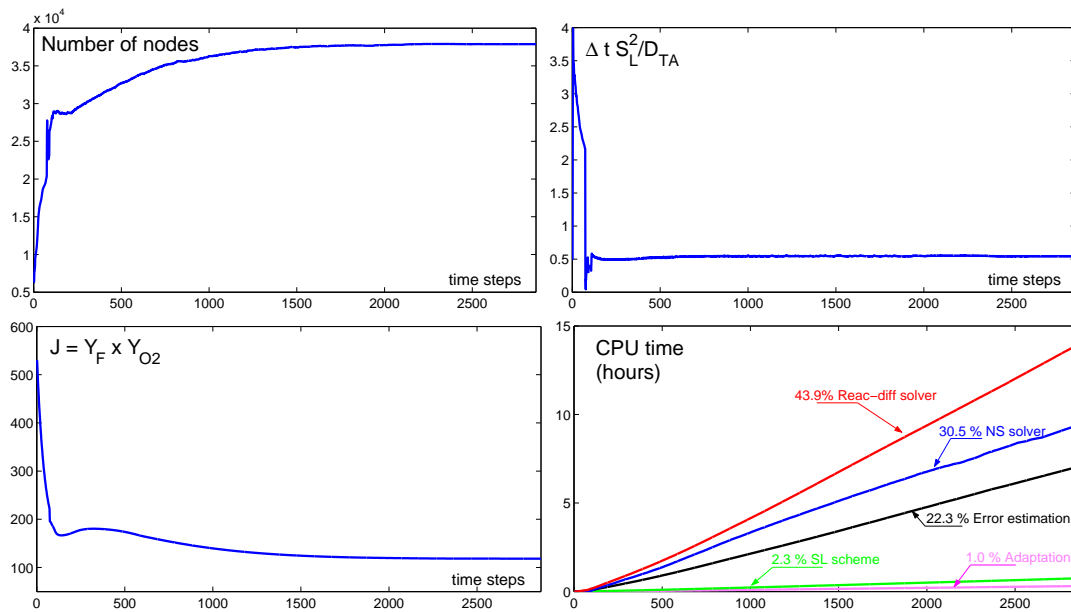 x 10^4
Number of nodes
4
3.5
3
2.5
2
1.5
1
0.5
time steps
0 500 1000 1500 2000 2500
Δ t S_L^2/D_TA
4
3.5
3
2.5
2
1.5
1
0.5
0
time steps
0 500 1000 1500 2000 2500
J = Y_F x Y_O2
600
500
400
300
200
100
time steps
0 500 1000 1500 2000 2500
CPU time
(hours)
15
10
5
0
43.9% Reac-diff solver
30.5 % NS solver
22.3 % Error estimation
2.3 % SL scheme
1.0 % Adaptation
0 500 1000 1500 2000 2500